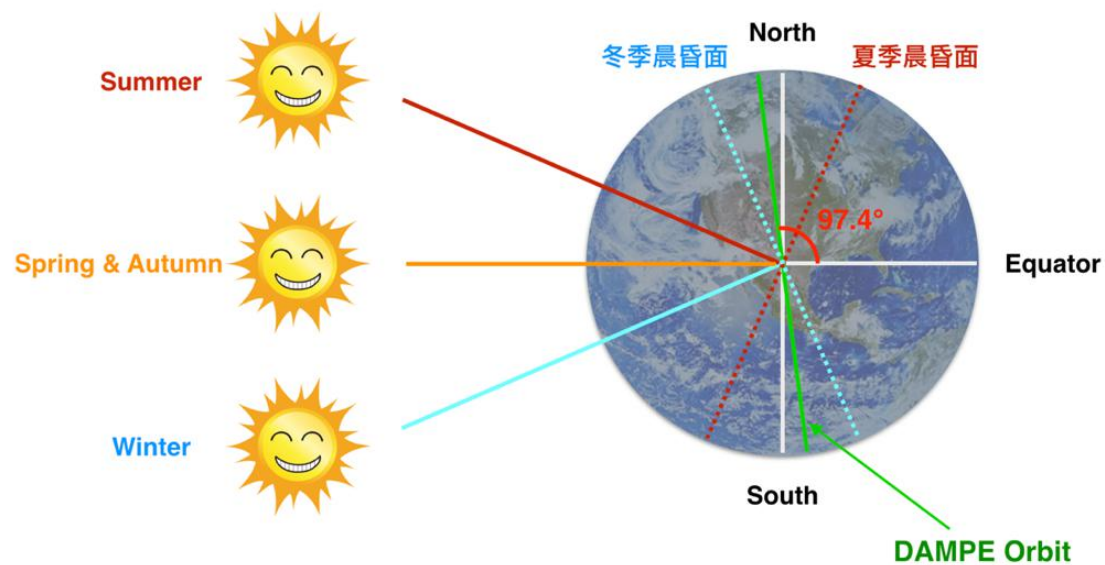 North
冬季晨昏面
夏季晨昏面
Summer
97.4°
Spring & Autumn
Equator
Winter
South
DAMPE Orbit